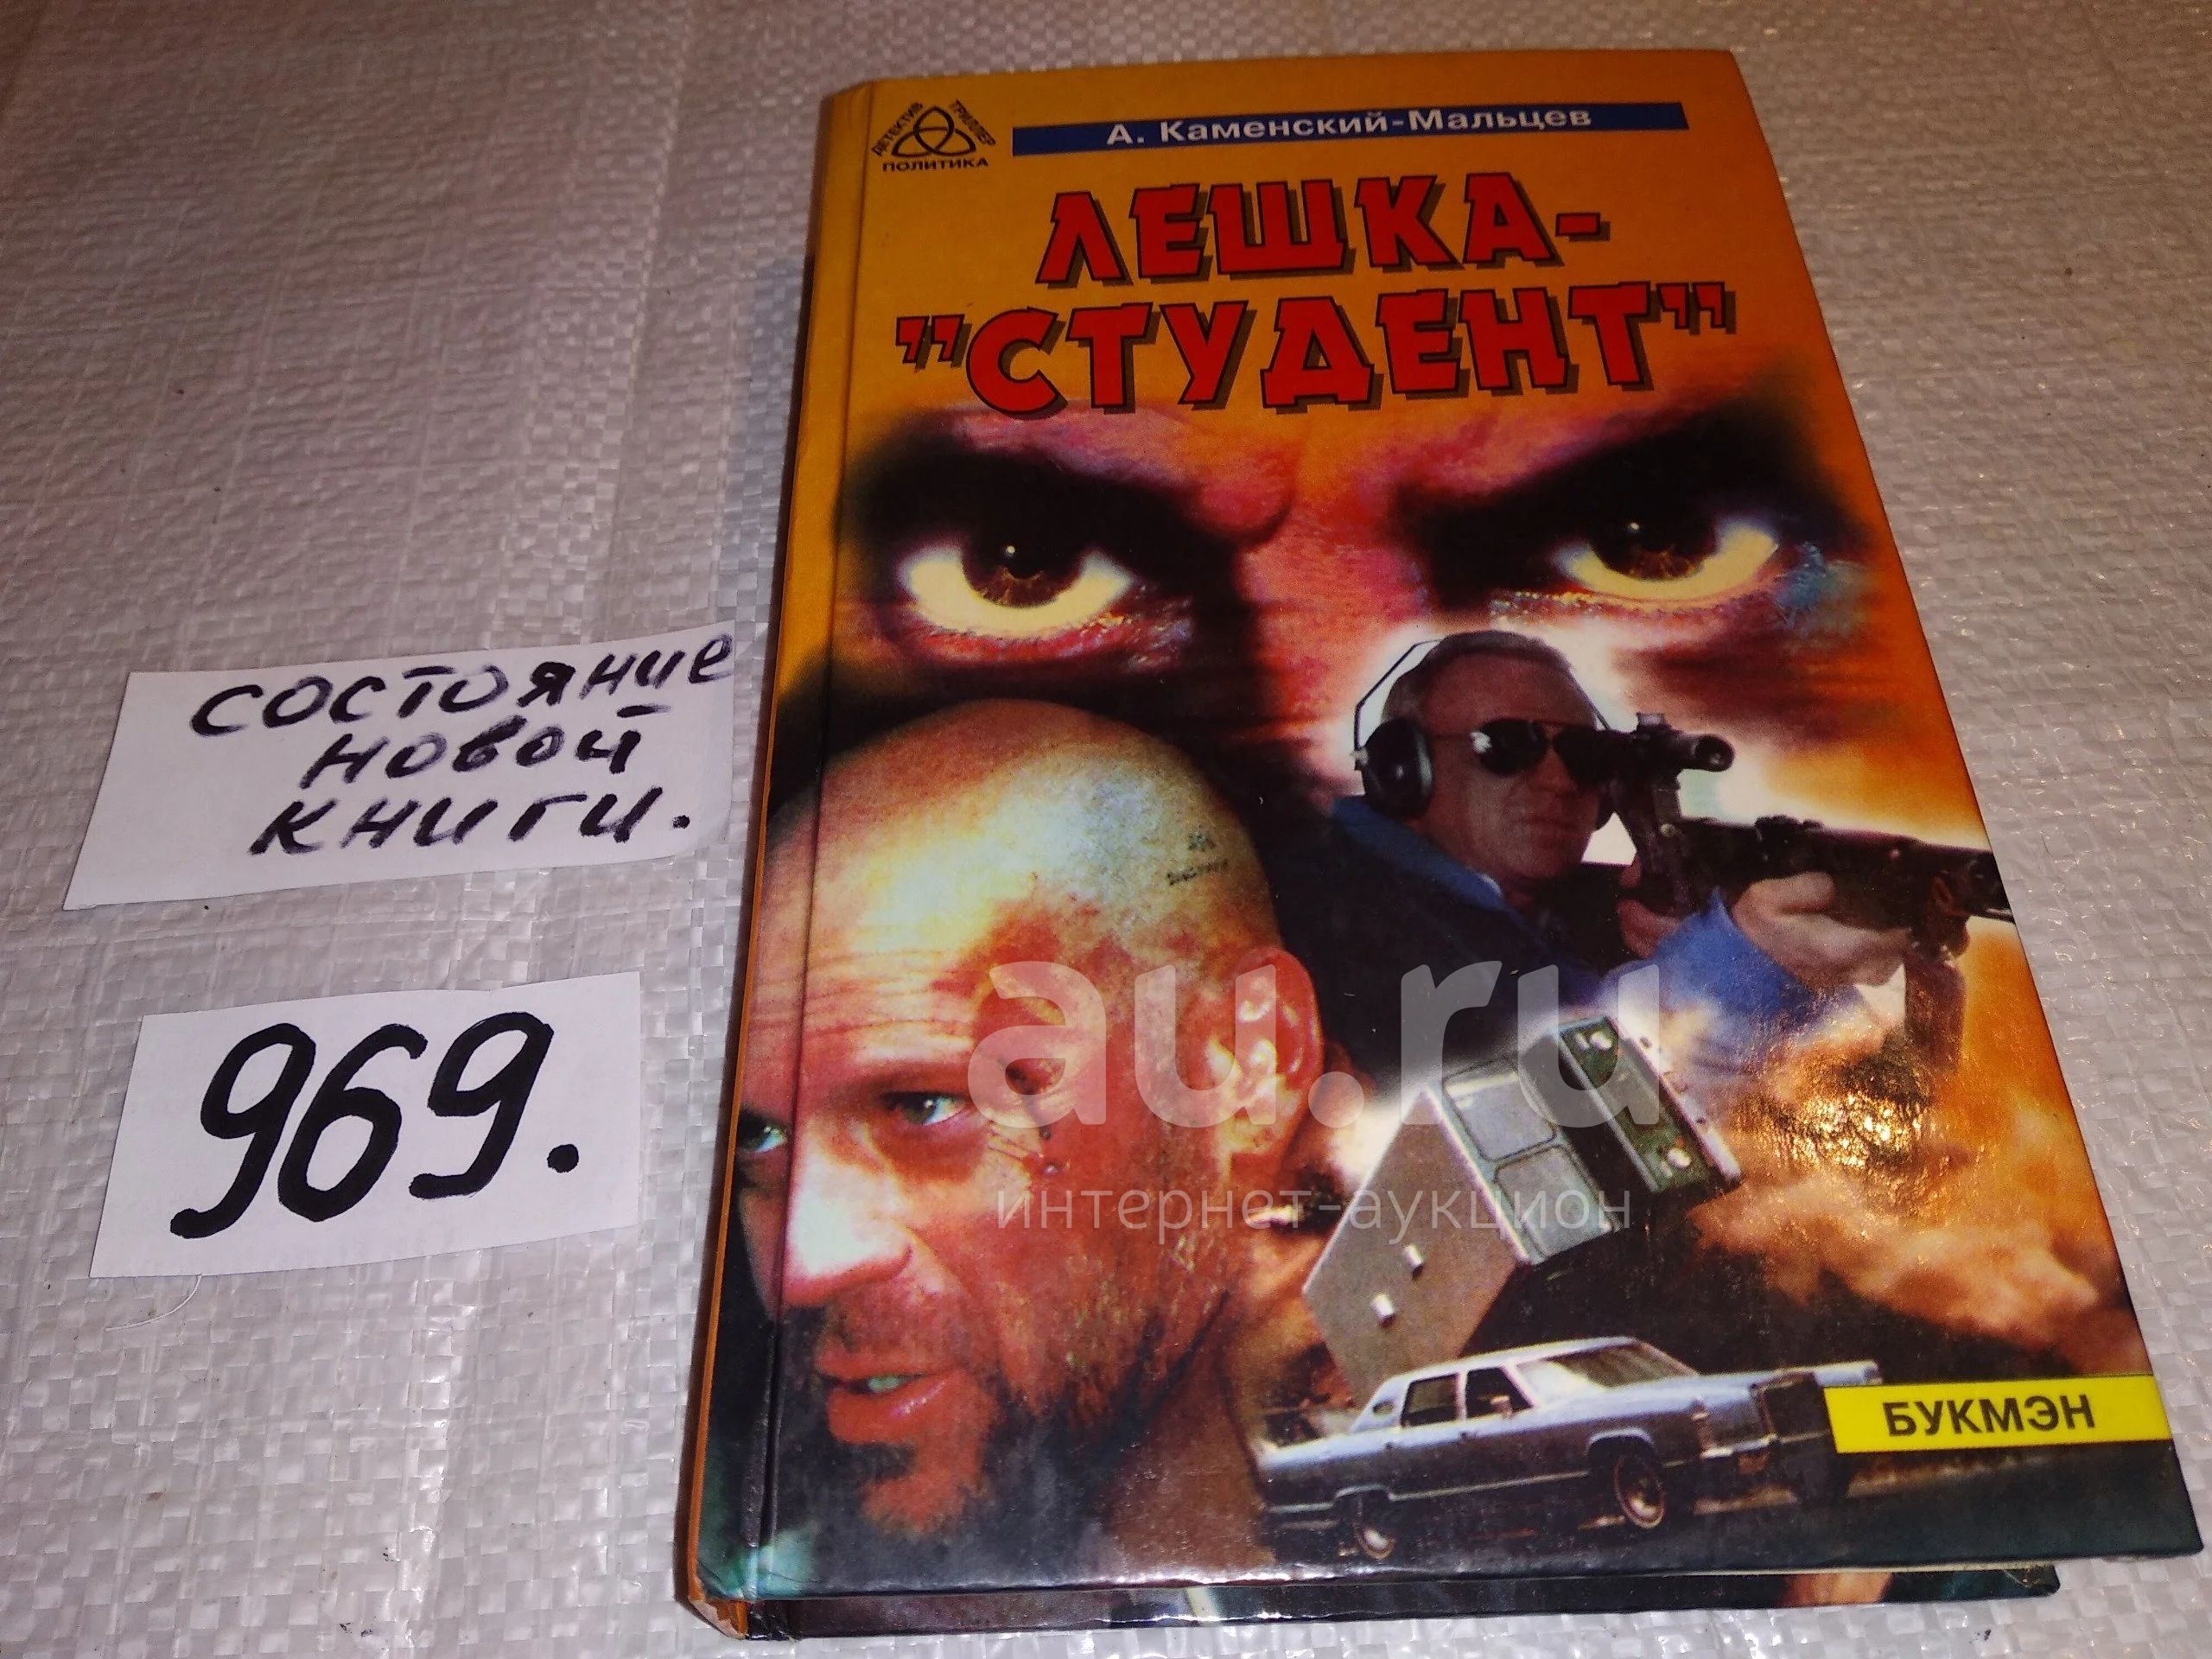 ДЕТЕКТИВ ТРИЛЛЕР
ПОЛИТИКА
А. Каменский-Мальцев
ЛЕШКА-
"СТУДЕНТ"
состояние
новой
книги.
969.
au.ru
интернет-аукцион
БУКМЭН